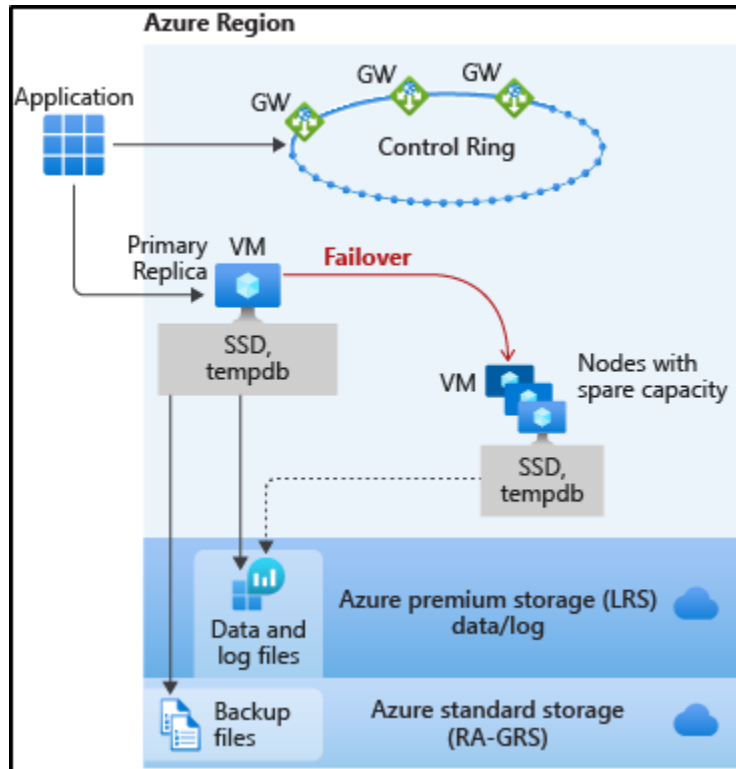 Azure Region
Application
GW
GW
GW
Control Ring
Primary
Replica
VM
Failover
SSD,
tempdb
VM
Nodes with
spare capacity
SSD,
tempdb
Data and
log files
Azure premium storage (LRS)
data/log
Backup
files
Azure standard storage
(RA-GRS)